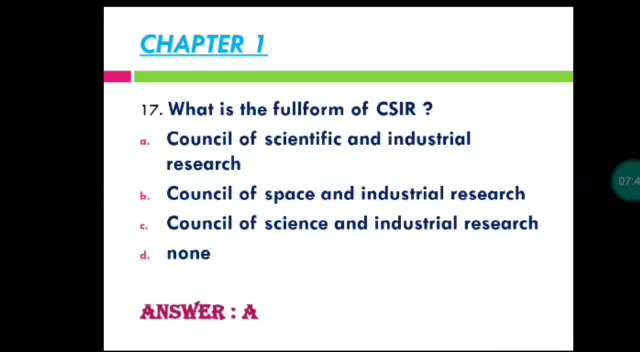 CHAPTER 1
17. What is the fullform of CSIR ?
a. Council of scientific and industrial
research
b. Council of space and industrial research
c. Council of science and industrial research
d. none
ANSWER : A